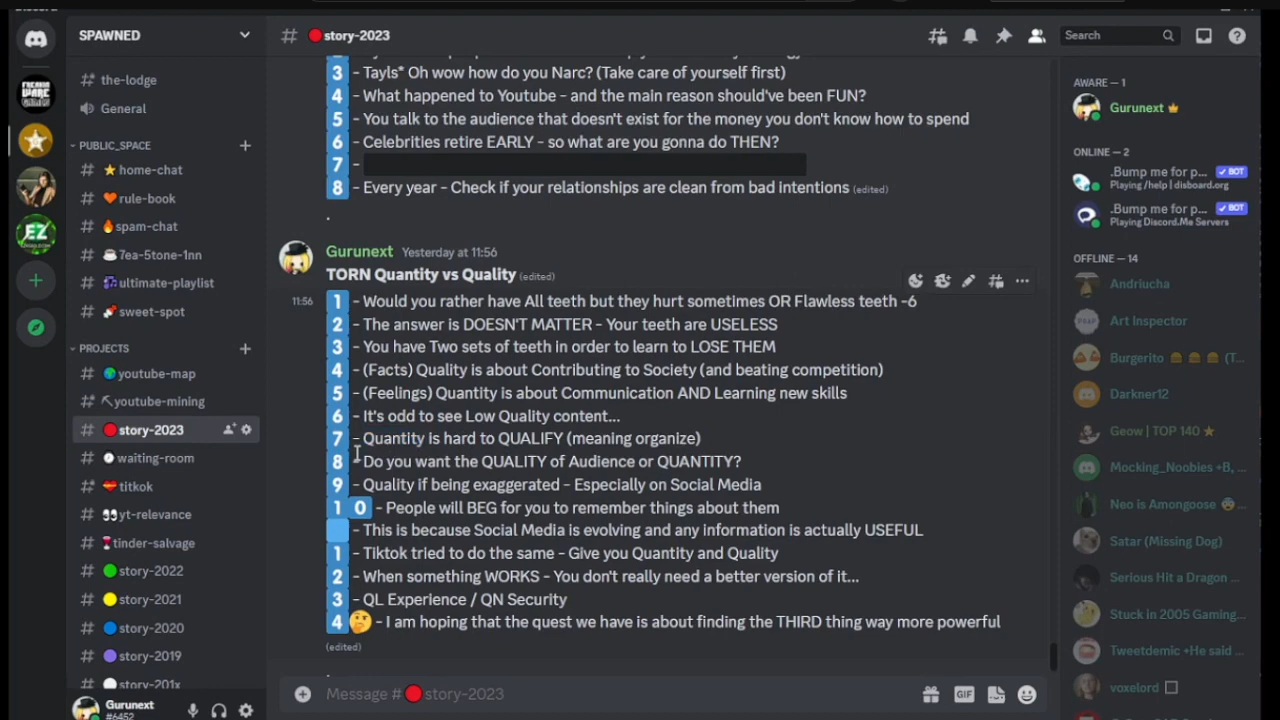 SPAWNED
the-lodge
General
PUBLIC_SPACE
home-chat
rule-book
spam-chat
7ea-5tone-1nn
ultimate-playlist
sweet-spot
PROJECTS
youtube-map
youtube-mining
story-2023
waiting-room
titkok
yt-relevance
tinder-salvage
story-2022
story-2021
story-2020
story-2019
story-201x
Gurunext
#6452
FREAKIN WARE GAMING
EZ
# story-2023
Search
3 - Tayls* Oh wow how do you Narc? (Take care of yourself first)
4 - What happened to Youtube - and the main reason should've been FUN?
5 - You talk to the audience that doesn't exist for the money you don't know how to spend
6 - Celebrities retire EARLY - so what are you gonna do THEN?
7 -
8 - Every year - Check if your relationships are clean from bad intentions (edited)
.
Gurunext Yesterday at 11:56
TORN Quantity vs Quality (edited)
11:56 1 - Would you rather have All teeth but they hurt sometimes OR Flawless teeth -6
2 - The answer is DOESN'T MATTER - Your teeth are USELESS
3 - You have Two sets of teeth in order to learn to LOSE THEM
4 - (Facts) Quality is about Contributing to Society (and beating competition)
5 - (Feelings) Quantity is about Communication AND Learning new skills
6 - It's odd to see Low Quality content...
7 - Quantity is hard to QUALIFY (meaning organize)
8 - Do you want the QUALITY of Audience or QUANTITY?
9 - Quality if being exaggerated - Especially on Social Media
1 0 - People will BEG for you to remember things about them
- This is because Social Media is evolving and any information is actually USEFUL
1 - Tiktok tried to do the same - Give you Quantity and Quality
2 - When something WORKS - You don't really need a better version of it...
3 - QL Experience / QN Security
4 🤔 - I am hoping that the quest we have is about finding the THIRD thing way more powerful
(edited)
.
Message # story-2023
GIF
AWARE — 1
Gurunext
ONLINE — 2
.Bump me for p... BOT
Playing /help | disboard.org
.Bump me for p... BOT
Playing Discord.Me Servers
OFFLINE — 14
Andriucha
Art Inspector
Burgerito 🍔 🍔 🍔 (T...
Darkner12
Geow | TOP 140 ★
Mocking_Noobies +B, ...
Neo is Amongoose 😨...
Satar (Missing Dog)
Serious Hit a Dragon ...
Stuck in 2005 Gaming...
Tweetdemic +He said ...
voxelord